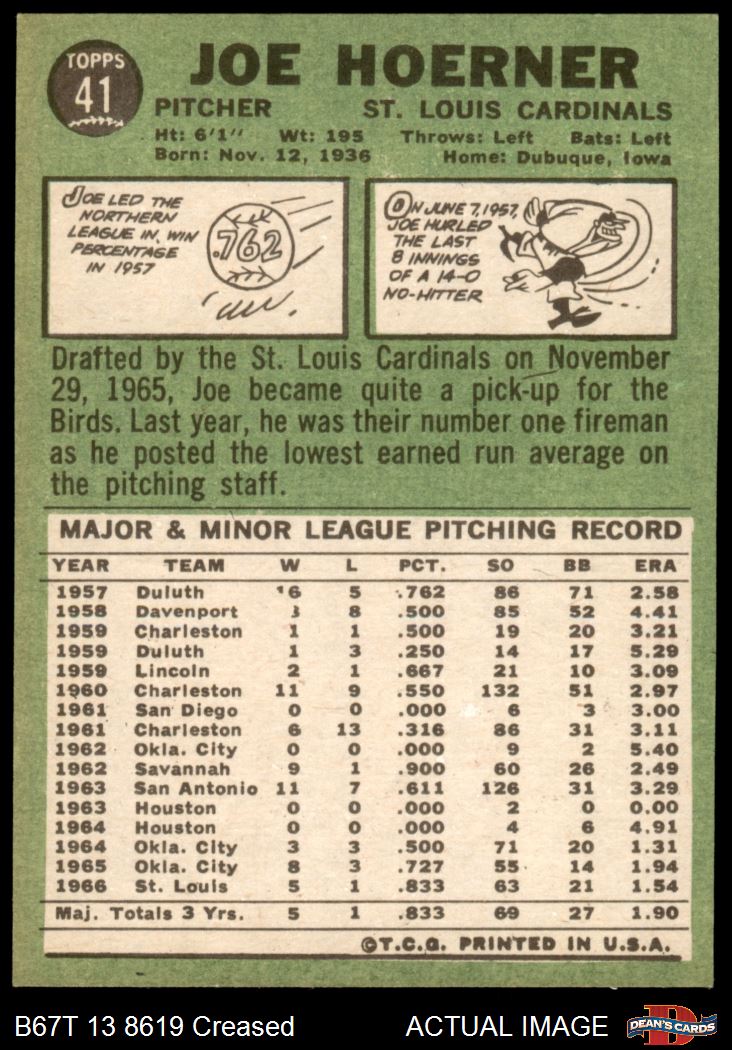 TOPPS
41
JOE HOERNER
PITCHER ST. LOUIS CARDINALS
Ht: 6'1" Wt: 195 Throws: Left Bats: Left
Born: Nov. 12, 1936 Home: Dubuque, Iowa
JOE LED THE
NORTHERN
LEAGUE IN WIN
PERCENTAGE
IN 1957
.762
ON JUNE 7, 1957,
JOE HURLED
THE LAST
8 INNINGS
OF A 14-0
NO-HITTER
Drafted by the St. Louis Cardinals on November
29, 1965, Joe became quite a pick-up for the
Birds. Last year, he was their number one fireman
as he posted the lowest earned run average on
the pitching staff.
MAJOR & MINOR LEAGUE PITCHING RECORD
YEAR TEAM W L PCT. SO BB ERA
1957 Duluth 16 5 .762 86 71 2.58
1958 Davenport 8 .500 85 52 4.41
1959 Charleston 1 1 .500 19 20 3.21
1959 Duluth 1 3 .250 14 17 5.29
1959 Lincoln 2 1 .667 21 10 3.09
1960 Charleston 11 9 .550 132 51 2.97
1961 San Diego 0 0 .000 6 3 3.00
1961 Charleston 6 13 .316 86 31 3.11
1962 Okla. City 0 0 .000 9 2 5.40
1962 Savannah 9 1 .900 60 26 2.49
1963 San Antonio 11 7 .611 126 31 3.29
1963 Houston 0 0 .000 2 0 0.00
1964 Houston 0 0 .000 4 6 4.91
1964 Okla. City 3 3 .500 71 20 1.31
1965 Okla. City 8 3 .727 55 14 1.94
1966 St. Louis 5 1 .833 63 21 1.54
Maj. Totals 3 Yrs. 5 1 .833 69 27 1.90
©T.C.G. PRINTED IN U.S.A.
B67T 13 8619 Creased ACTUAL IMAGE
DEAN'S CARDS